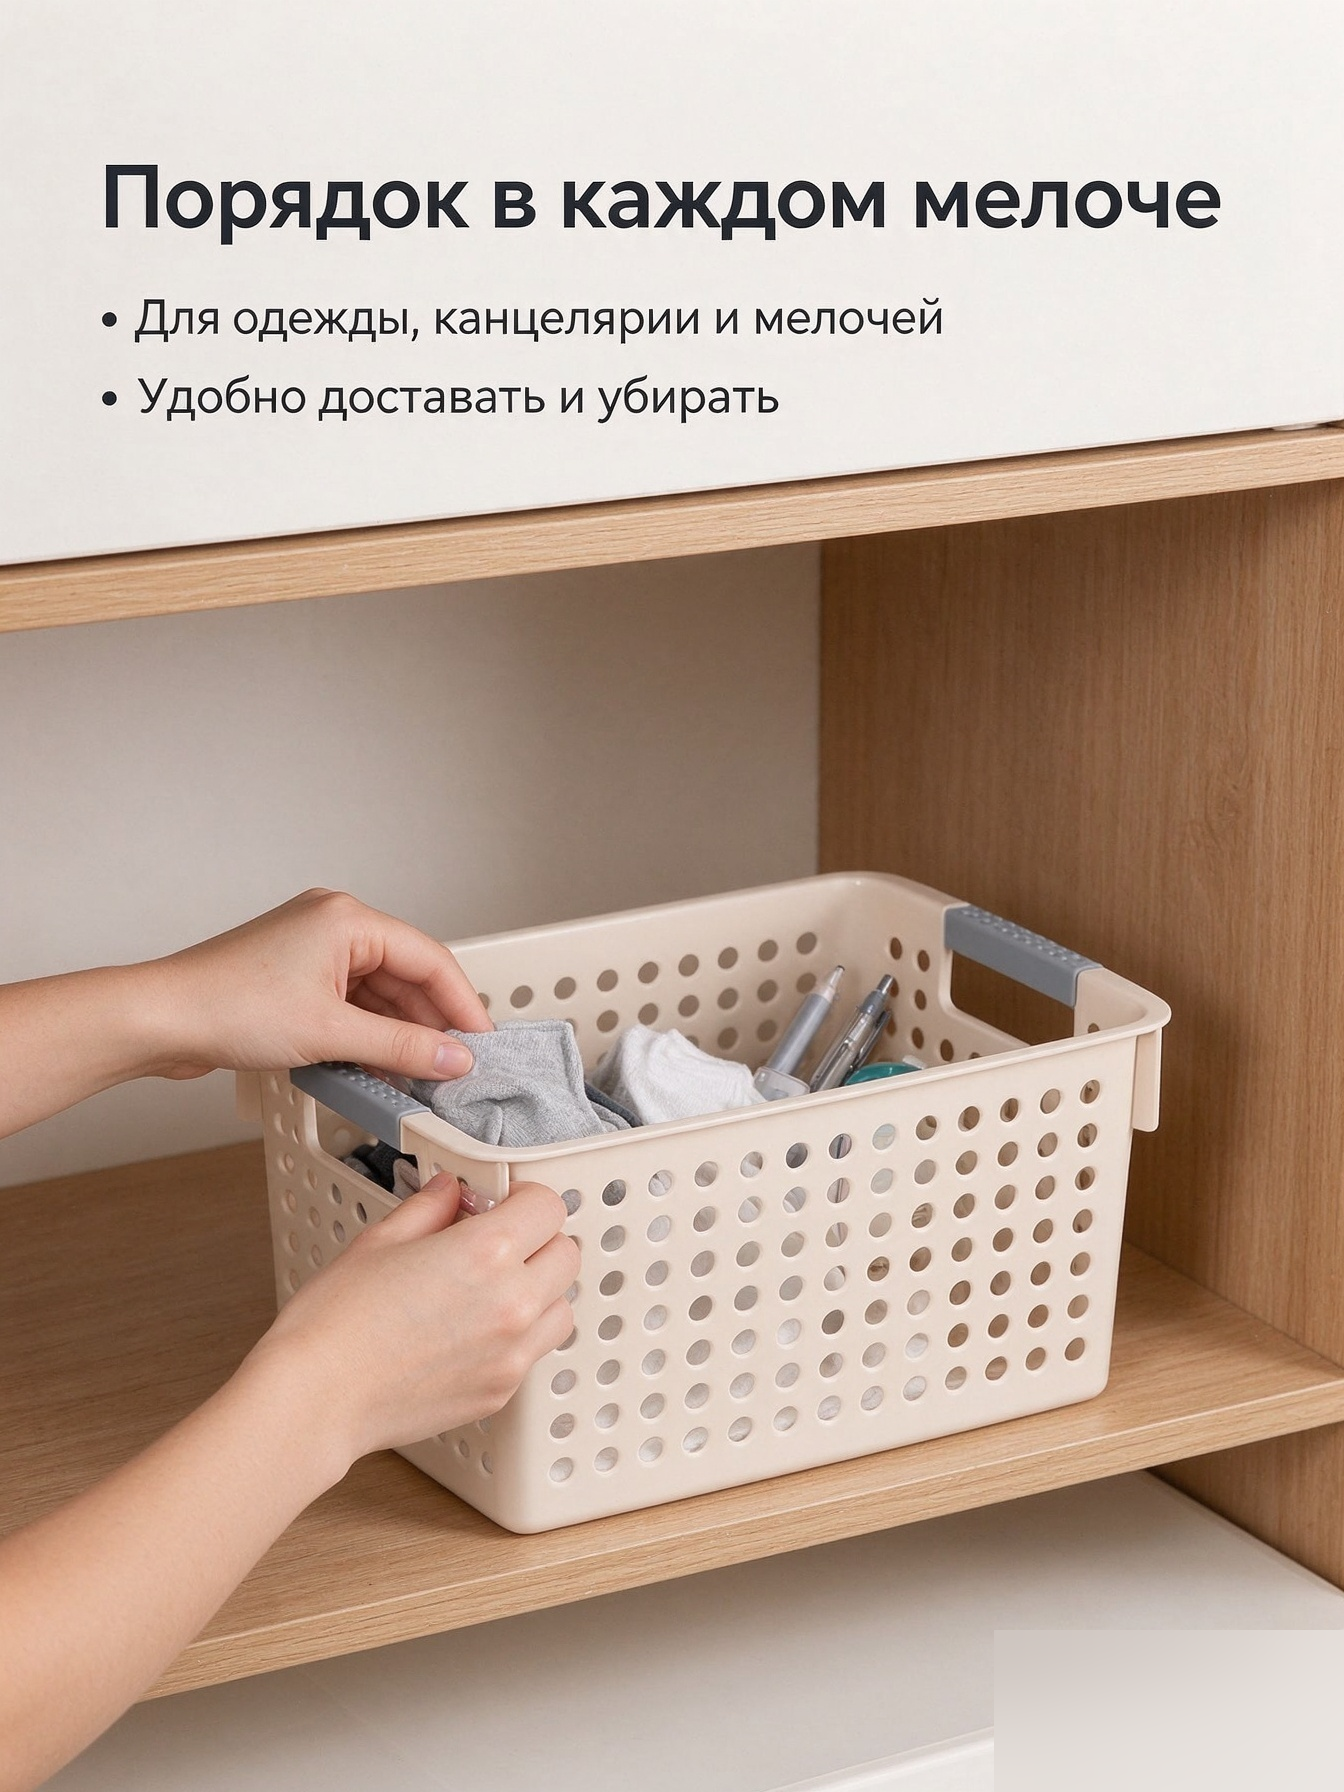 Порядок в каждом мелоче
• Для одежды, канцелярии и мелочей
• Удобно доставать и убирать